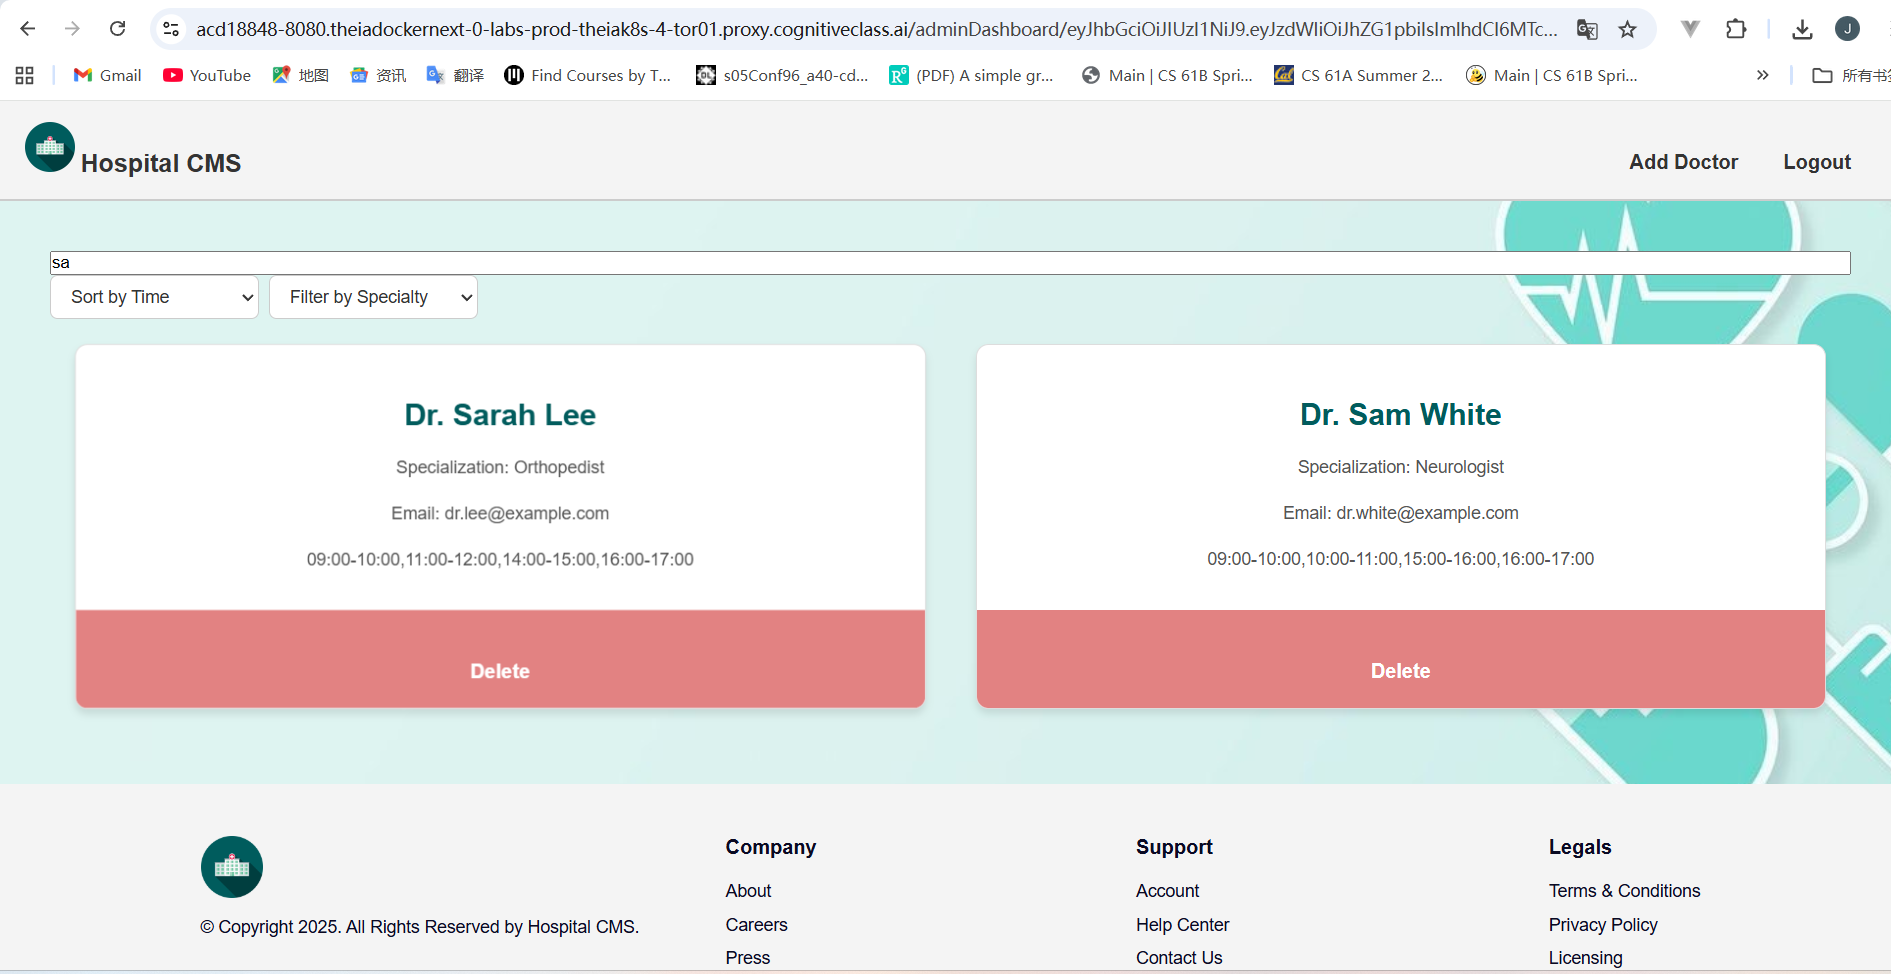 acd18848-8080.theiadockernext-0-labs-prod-theiak8s-4-tor01.proxy.cognitiveclass.ai/adminDashboard/eyJhbGciOiJIUzI1NiJ9.eyJzdWIiOiJhZG1pbiIsImlhdCI6MTc...
J
Gmail YouTube 地图 资讯 翻译 Find Courses by T... s05Conf96_a40-cd... (PDF) A simple gr... Main | CS 61B Spri... CS 61A Summer 2... Main | CS 61B Spri... » 所有书
Hospital CMS
Add Doctor Logout
sa
Sort by Time Filter by Specialty
Dr. Sarah Lee
Specialization: Orthopedist
Email: dr.lee@example.com
09:00-10:00,11:00-12:00,14:00-15:00,16:00-17:00
Delete
Dr. Sam White
Specialization: Neurologist
Email: dr.white@example.com
09:00-10:00,10:00-11:00,15:00-16:00,16:00-17:00
Delete
© Copyright 2025. All Rights Reserved by Hospital CMS.
Company
About
Careers
Press
Support
Account
Help Center
Contact Us
Legals
Terms & Conditions
Privacy Policy
Licensing